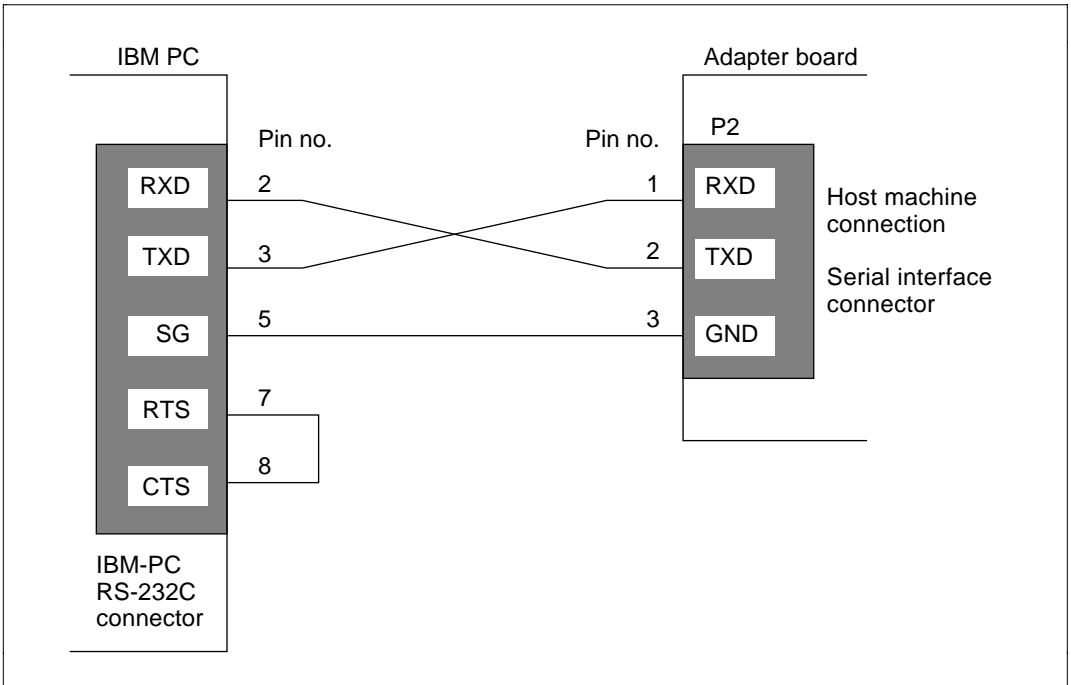 IBM PC
Adapter board
Pin no.
Pin no.
P2
RXD
2
1
RXD
Host machine
connection
TXD
3
2
TXD
Serial interface
connector
SG
5
3
GND
RTS
7
CTS
8
IBM-PC
RS-232C
connector